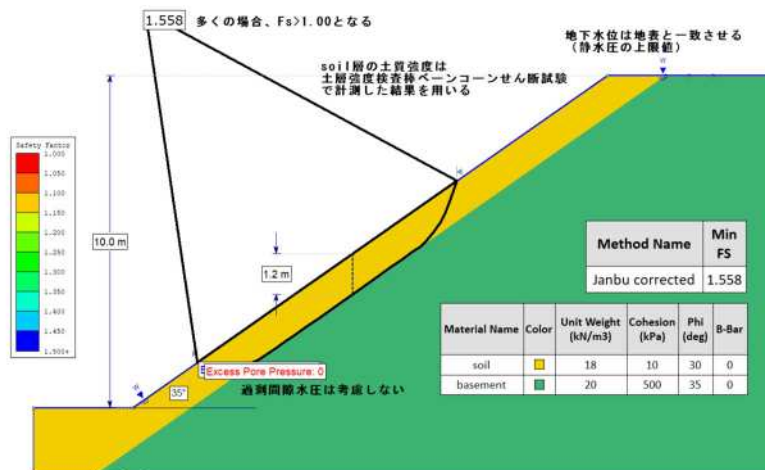 1.558 多くの場合、Fs>1.00となる
地下水位は地表と一致させる
(静水圧の上限値)
W
soil層の土質強度は
土層強度検査棒ベーンコーンせん断試験
で計測した結果を用いる
Safety Factor
1.000
1.050
1.100
1.150
1.200
1.250
1.300
1.350
1.400
1.450
1.500+
10.0 m
1.2 m
Method Name Min FS
Janbu corrected 1.558
Material Name Color Unit Weight (kN/m3) Cohesion (kPa) Phi (deg) B-Bar
soil 18 10 30 0
basement 20 500 35 0
Excess Pore Pressure: 0
過剰間隙水圧は考慮しない
W
35°